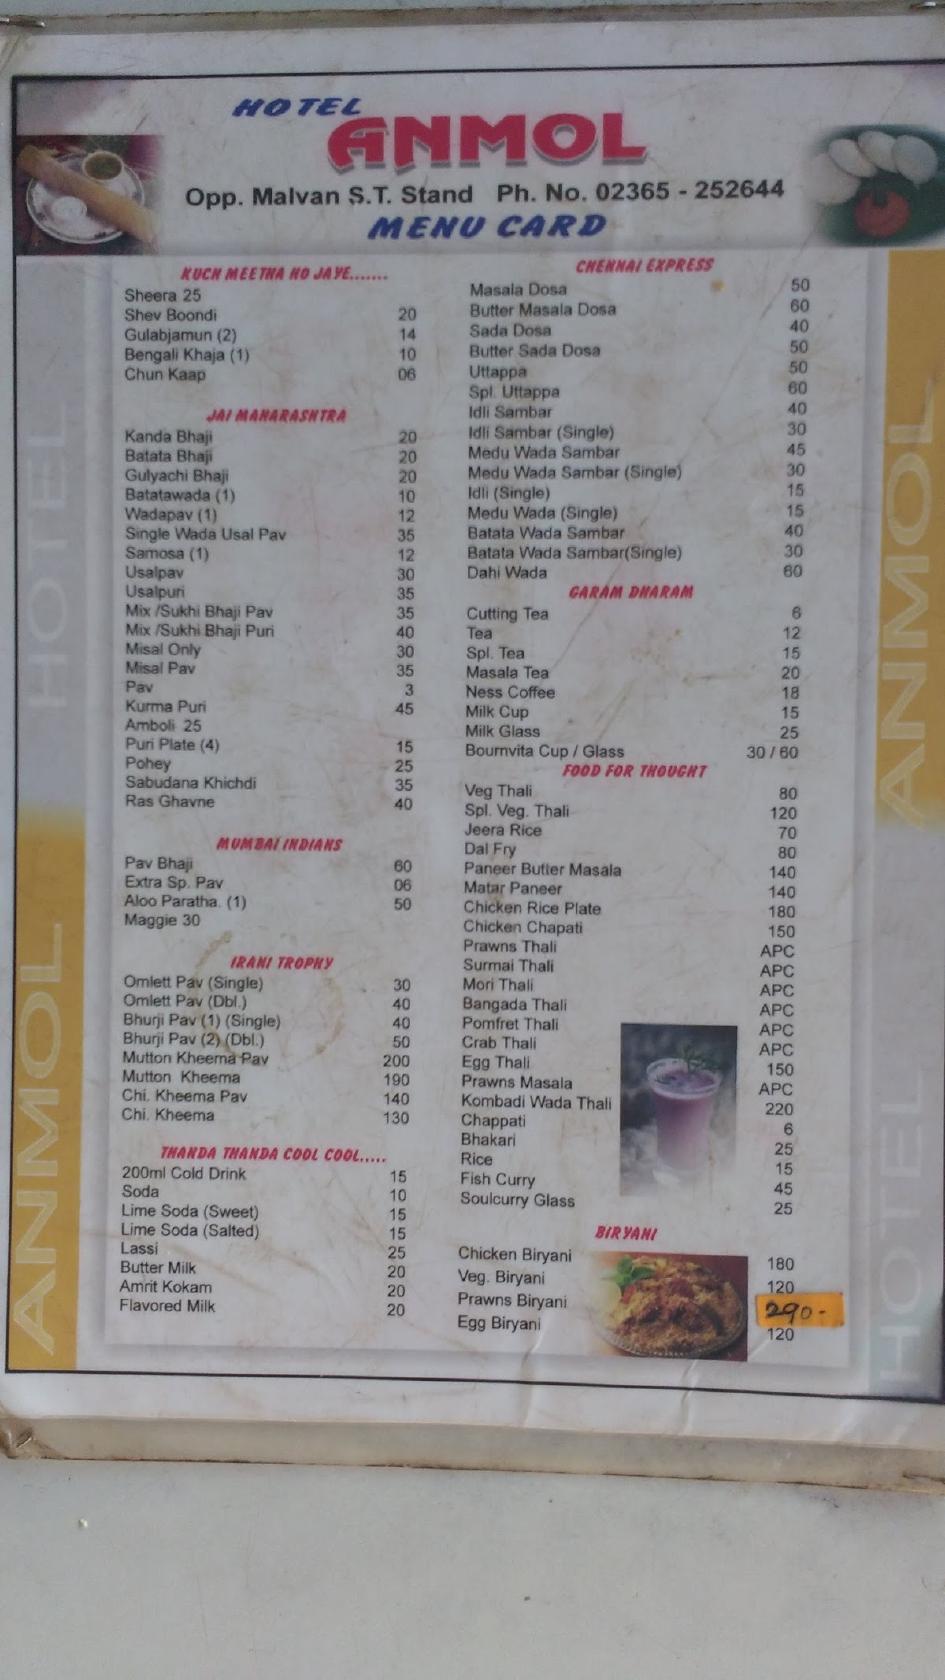 HOTEL
ANMOL
Opp. Malvan S.T. Stand Ph. No. 02365 - 252644
MENU CARD
KUCH MEETHA HO JAYE.......
Sheera 25
Shev Boondi 20
Gulabjamun (2) 14
Bengali Khaja (1) 10
Chun Kaap 06
JAI MAHARASHTRA
Kanda Bhaji 20
Batata Bhaji 20
Gulyachi Bhaji 20
Batatawada (1) 10
Wadapav (1) 12
Single Wada Usal Pav 35
Samosa (1) 12
Usalpav 30
Usalpuri 35
Mix /Sukhi Bhaji Pav 35
Mix /Sukhi Bhaji Puri 40
Misal Only 30
Misal Pav 35
Pav 3
Kurma Puri 45
Amboli 25
Puri Plate (4) 15
Pohey 25
Sabudana Khichdi 35
Ras Ghavne 40
MUMBAI INDIANS
Pav Bhaji 60
Extra Sp. Pav 06
Aloo Paratha. (1) 50
Maggie 30
IRANI TROPHY
Omlett Pav (Single) 30
Omlett Pav (Dbl.) 40
Bhurji Pav (1) (Single) 40
Bhurji Pav (2) (Dbl.) 50
Mutton Kheema Pav 200
Mutton Kheema 190
Chi. Kheema Pav 140
Chi. Kheema 130
THANDA THANDA COOL COOL.....
200ml Cold Drink 15
Soda 10
Lime Soda (Sweet) 15
Lime Soda (Salted) 15
Lassi 25
Butter Milk 20
Amrit Kokam 20
Flavored Milk 20
CHENNAI EXPRESS
Masala Dosa 50
Butter Masala Dosa 60
Sada Dosa 40
Butter Sada Dosa 50
Uttappa 50
Spl. Uttappa 60
Idli Sambar 40
Idli Sambar (Single) 30
Medu Wada Sambar 45
Medu Wada Sambar (Single) 30
Idli (Single) 15
Medu Wada (Single) 15
Batata Wada Sambar 40
Batata Wada Sambar(Single) 30
Dahi Wada 60
GARAM DHARAM
Cutting Tea 6
Tea 12
Spl. Tea 15
Masala Tea 20
Ness Coffee 18
Milk Cup 15
Milk Glass 25
Bournvita Cup / Glass 30 / 60
FOOD FOR THOUGHT
Veg Thali 80
Spl. Veg. Thali 120
Jeera Rice 70
Dal Fry 80
Paneer Butter Masala 140
Matar Paneer 140
Chicken Rice Plate 180
Chicken Chapati 150
Prawns Thali APC
Surmai Thali APC
Mori Thali APC
Bangada Thali APC
Pomfret Thali APC
Crab Thali APC
Egg Thali 150
Prawns Masala APC
Kombadi Wada Thali 220
Chappati 6
Bhakari 25
Rice 15
Fish Curry 45
Soulcurry Glass 25
BIRYANI
Chicken Biryani 180
Veg. Biryani 120
Prawns Biryani 290-
Egg Biryani 120
HOTEL
ANMOL
ANMOL
HOTEL